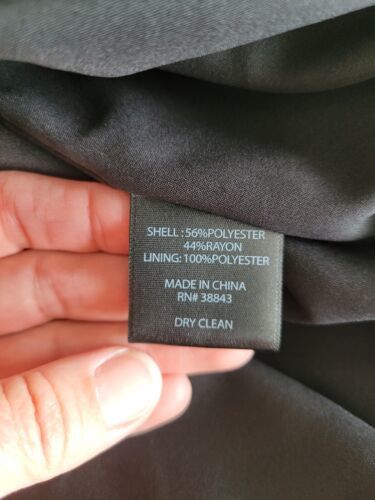 SHELL :56%POLYESTER
44%RAYON
LINING:100%POLYESTER
MADE IN CHINA
RN# 38843
DRY CLEAN